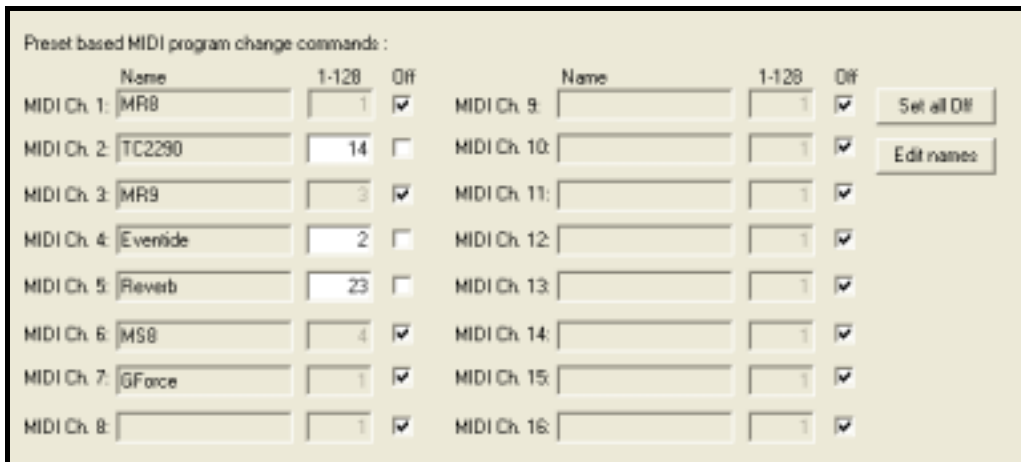 Preset based MIDI program change commands :
Name 1-128 Off Name 1-128 Off
MIDI Ch. 1: MR8 1 MIDI Ch. 9: 1 Set all Off
MIDI Ch. 2: TC2290 14 MIDI Ch. 10: 1 Edit names
MIDI Ch. 3: MR9 3 MIDI Ch. 11: 1
MIDI Ch. 4: Eventide 2 MIDI Ch. 12: 1
MIDI Ch. 5: Reverb 23 MIDI Ch. 13: 1
MIDI Ch. 6: MS8 4 MIDI Ch. 14: 1
MIDI Ch. 7: GForce 1 MIDI Ch. 15: 1
MIDI Ch. 8: 1 MIDI Ch. 16: 1